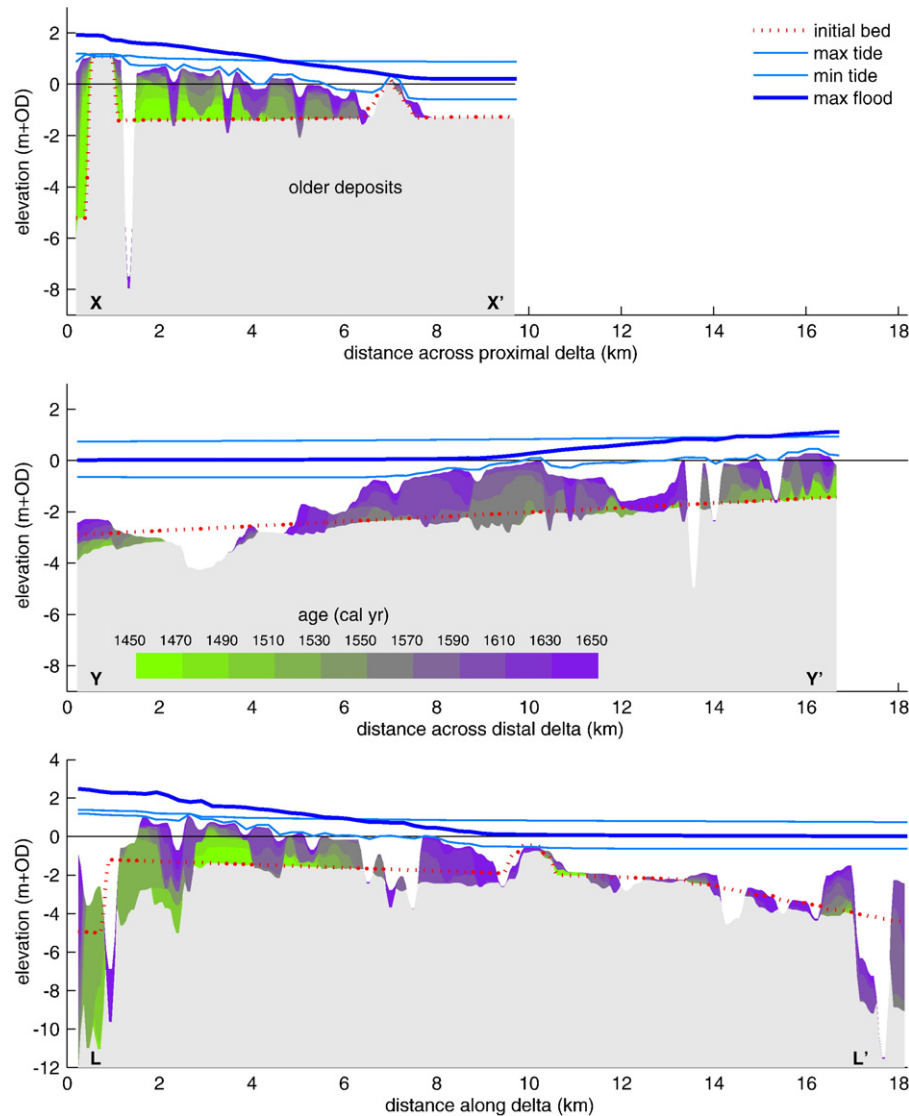 initial bed
max tide
min tide
max flood
elevation (m+OD)
2
0
-2
-4
-6
-8
older deposits
X
X'
0 2 4 6 8 10 12 14 16 18
distance across proximal delta (km)
elevation (m+OD)
2
0
-2
-4
-6
-8
age (cal yr)
1450 1470 1490 1510 1530 1550 1570 1590 1610 1630 1650
Y
Y'
0 2 4 6 8 10 12 14 16 18
distance across distal delta (km)
elevation (m+OD)
4
2
0
-2
-4
-6
-8
-10
-12
L
L'
0 2 4 6 8 10 12 14 16 18
distance along delta (km)